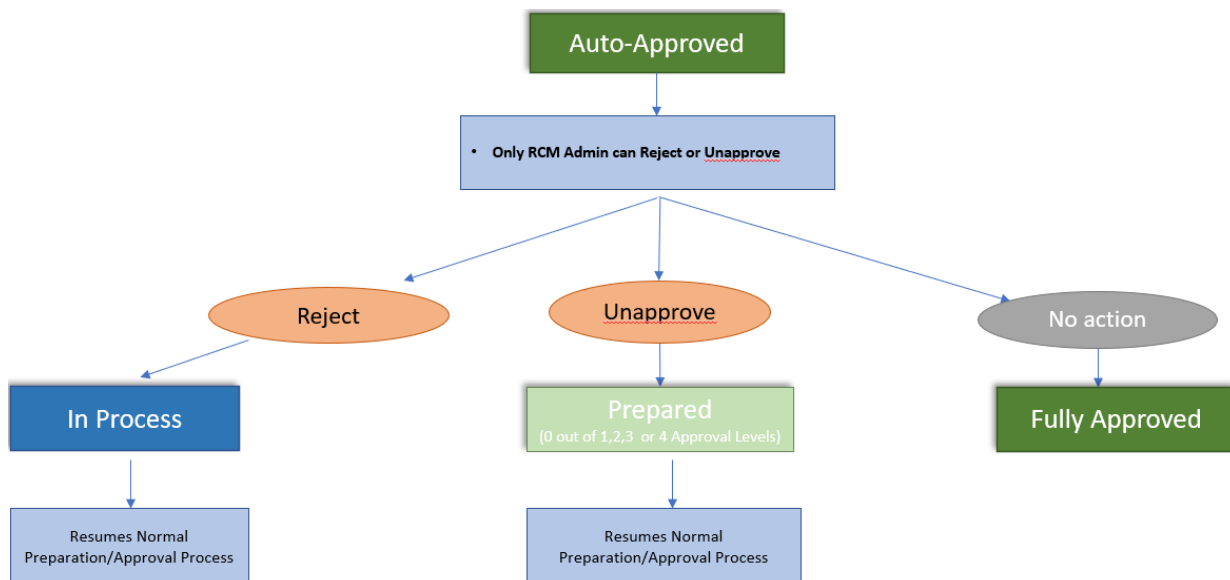 Auto-Approved
• Only RCM Admin can Reject or Unapprove
Reject
Unapprove
No action
In Process
Prepared
(0 out of 1,2,3 or 4 Approval Levels)
Fully Approved
Resumes Normal
Preparation/Approval Process
Resumes Normal
Preparation/Approval Process